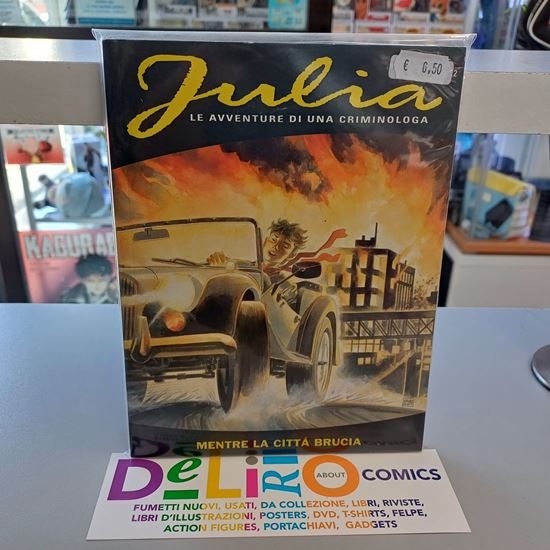 Julia
€ 6,50
LE AVVENTURE DI UNA CRIMINOLOGA
KAGURA
MENTRE LA CITTÀ BRUCIA
DELIRIO
ABOUT
COMICS
FUMETTI NUOVI, USATI, DA COLLEZIONE, LIBRI, RIVISTE,
LIBRI D'ILLUSTRAZIONI, POSTERS, DVD, T-SHIRTS, FELPE,
ACTION FIGURES, PORTACHIAVI, GADGETS